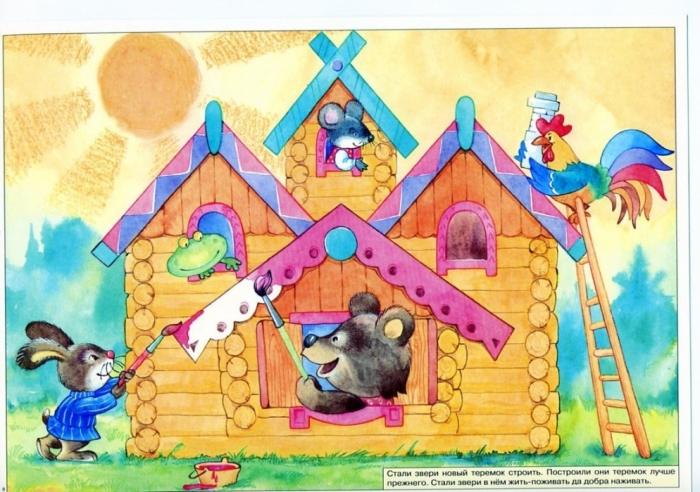 Стали звери новый теремок строить. Построили они теремок лучше
прежнего. Стали звери в нём жить-поживать да добра наживать.